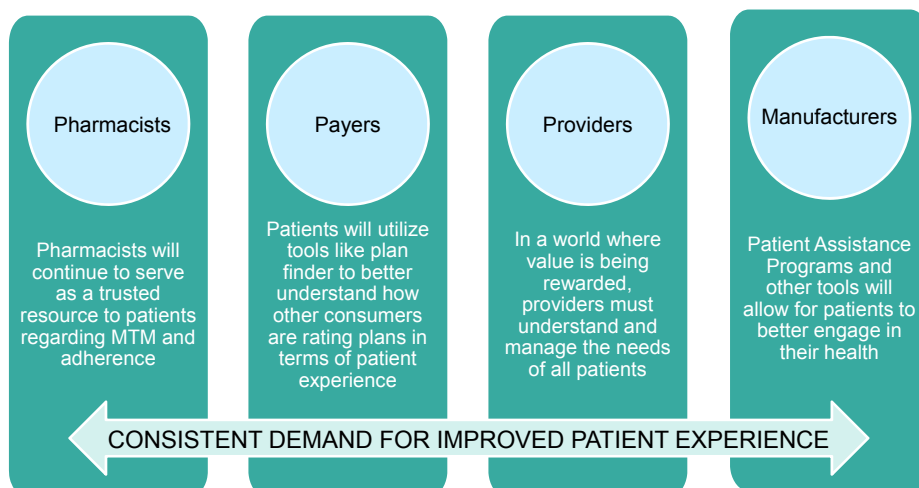 Pharmacists
Pharmacists will
continue to serve
as a trusted
resource to patients
regarding MTM and
adherence
Payers
Patients will utilize
tools like plan
finder to better
understand how
other consumers
are rating plans in
terms of patient
experience
Providers
In a world where
value is being
rewarded,
providers must
understand and
manage the needs
of all patients
Manufacturers
Patient Assistance
Programs and
other tools will
allow for patients to
better engage in
their health
CONSISTENT DEMAND FOR IMPROVED PATIENT EXPERIENCE